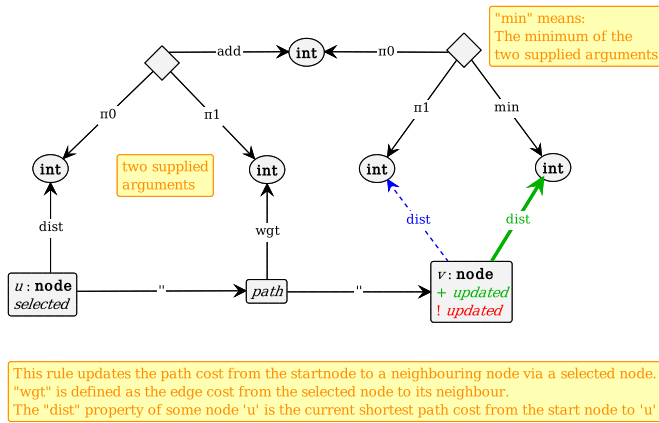 "min" means:
The minimum of the
two supplied arguments
add
int
π0
π0
π1
π1
min
int
two supplied
arguments
int
int
int
dist
wgt
dist
dist
u : node
selected
"
path
"
v : node
+ updated
! updated
This rule updates the path cost from the startnode to a neighbouring node via a selected node.
"wgt" is defined as the edge cost from the selected node to its neighbour.
The "dist" property of some node 'u' is the current shortest path cost from the start node to 'u'